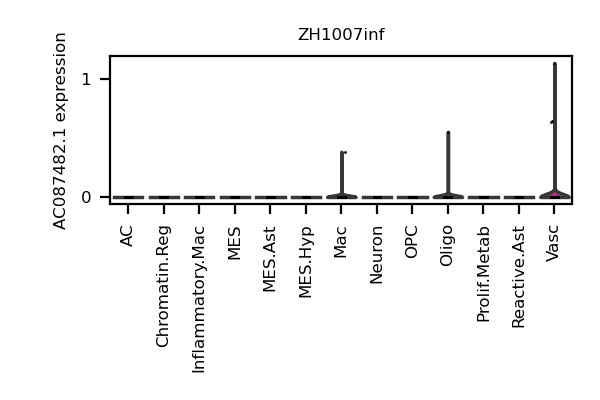 ZH1007inf
AC087482.1 expression
1
0
AC
Chromatin.Reg
Inflammatory.Mac
MES
MES.Ast
MES.Hyp
Mac
Neuron
OPC
Oligo
Prolif.Metab
Reactive.Ast
Vasc